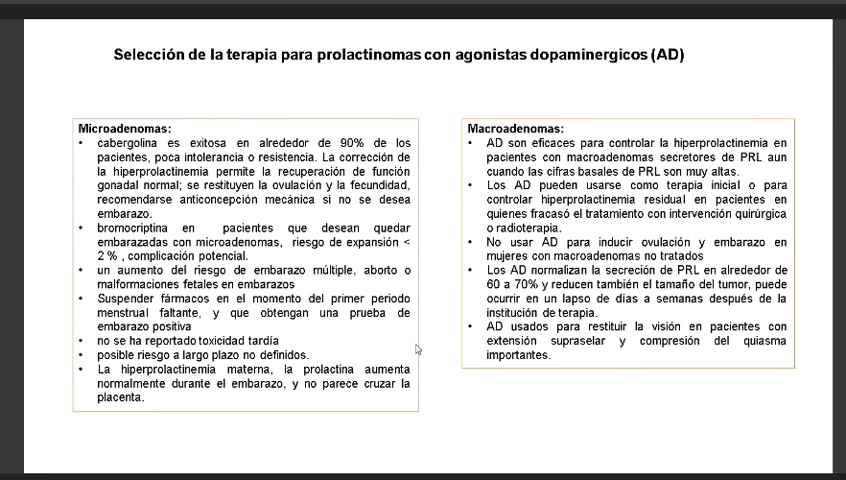 Selección de la terapia para prolactinomas con agonistas dopaminergicos (AD)
Microadenomas:
• cabergolina es exitosa en alrededor de 90% de los
pacientes, poca intolerancia o resistencia. La corrección de
la hiperprolactinemia permite la recuperación de función
gonadal normal; se restituyen la ovulación y la fecundidad,
recomendarse anticoncepción mecánica si no se desea
embarazo.
• bromocriptina en pacientes que desean quedar
embarazadas con microadenomas, riesgo de expansión <
2 % , complicación potencial.
• un aumento del riesgo de embarazo múltiple, aborto o
malformaciones fetales en embarazos
• Suspender fármacos en el momento del primer periodo
menstrual faltante, y que obtengan una prueba de
embarazo positiva
• no se ha reportado toxicidad tardía
• posible riesgo a largo plazo no definidos.
• La hiperprolactinemia materna, la prolactina aumenta
normalmente durante el embarazo, y no parece cruzar la
placenta.
Macroadenomas:
• AD son eficaces para controlar la hiperprolactinemia en
pacientes con macroadenomas secretores de PRL aun
cuando las cifras basales de PRL son muy altas.
• Los AD pueden usarse como terapia inicial o para
controlar hiperprolactinemia residual en pacientes en
quienes fracasó el tratamiento con intervención quirúrgica
o radioterapia.
• No usar AD para inducir ovulación y embarazo en
mujeres con macroadenomas no tratados
• Los AD normalizan la secreción de PRL en alrededor de
60 a 70% y reducen también el tamaño del tumor, puede
ocurrir en un lapso de días a semanas después de la
institución de terapia.
• AD usados para restituir la visión en pacientes con
extensión supraselar y compresión del quiasma
importantes.